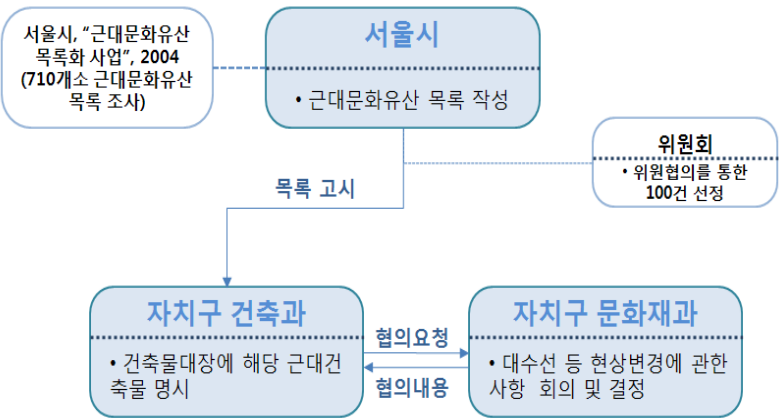 서울시, “근대문화유산
목록화 사업”, 2004
(710개소 근대문화유산
목록 조사)
서울시
• 근대문화유산 목록 작성
위원회
• 위원협의를 통한
100건 선정
목록 고시
자치구 건축과
• 건축물대장에 해당 근대건
축물 명시
협의요청
협의내용
자치구 문화재과
• 대수선 등 현상변경에 관한
사항 회의 및 결정